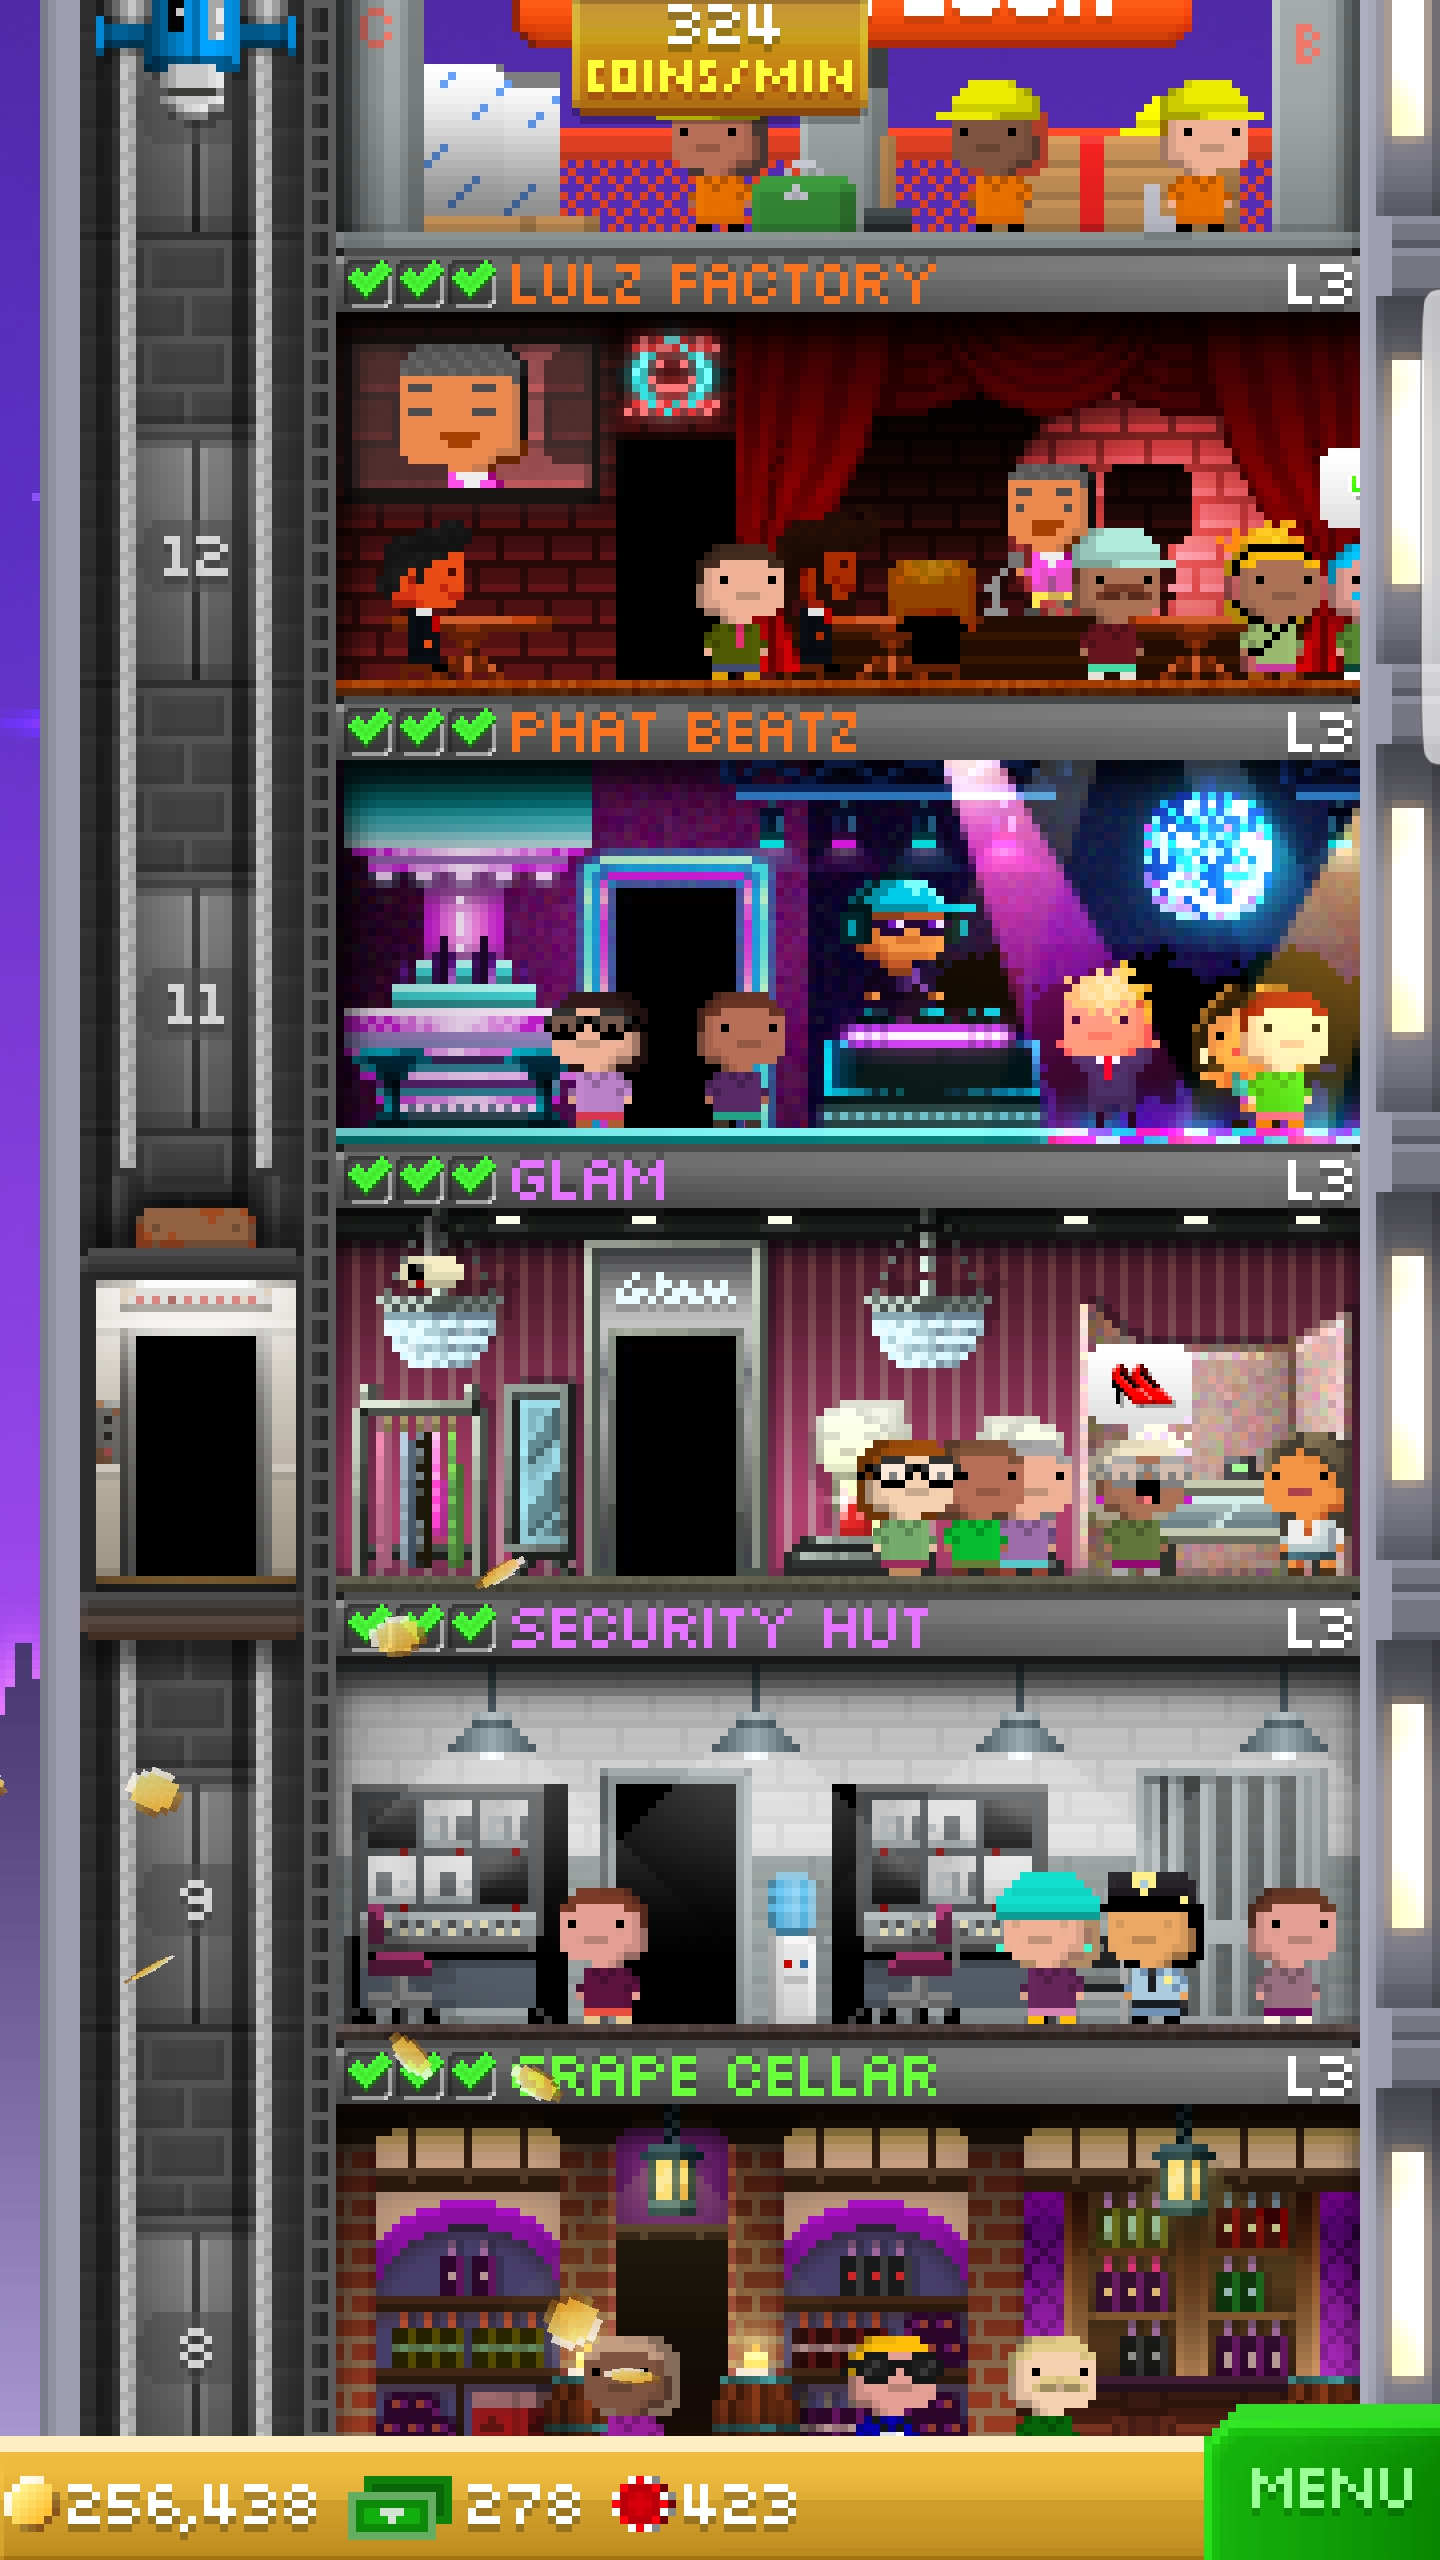 C
324
COINS/MIN
B
LULZ FACTORY L3
12
PHAT BEATZ L3
11
GLAM L3
Glam
SECURITY HUT L3
9
GRAPE CELLAR L3
8
256,438 278 423
MENU